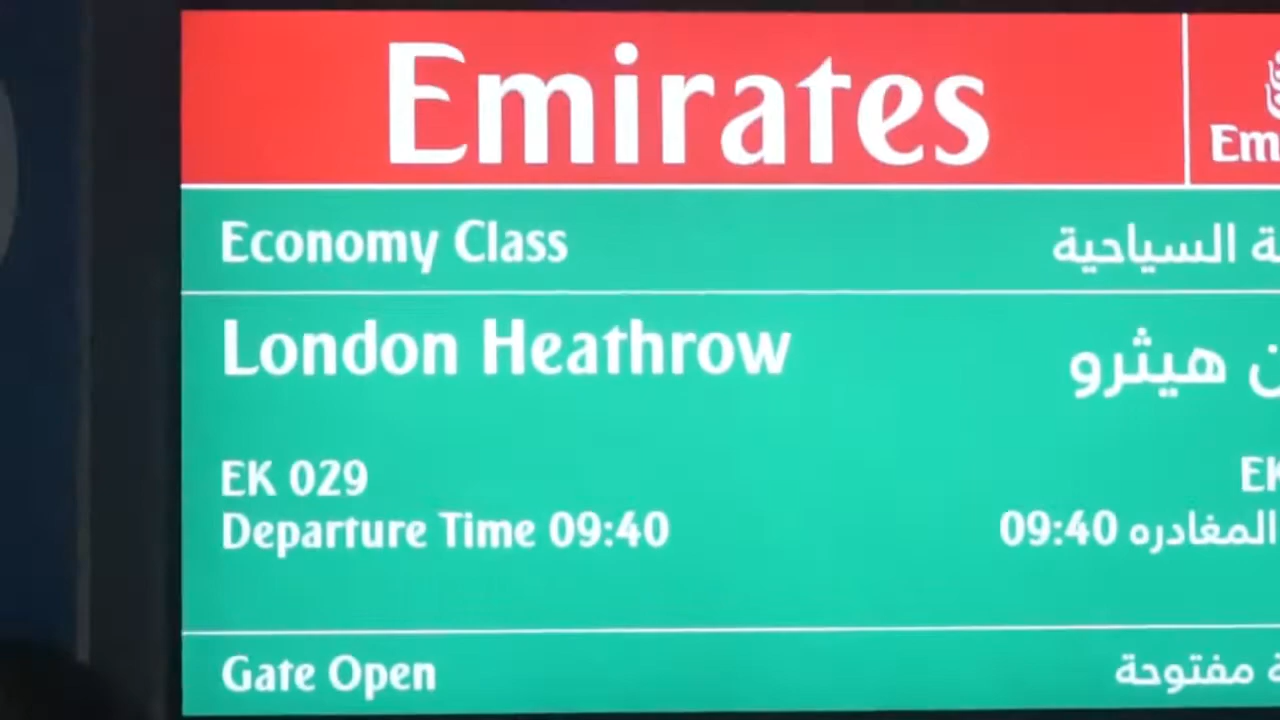 Emirates
Economy Class
السياحية
London Heathrow
هيثرو
EK 029
EK
Departure Time 09:40
المغادره 09:40
Gate Open
مفتوحة